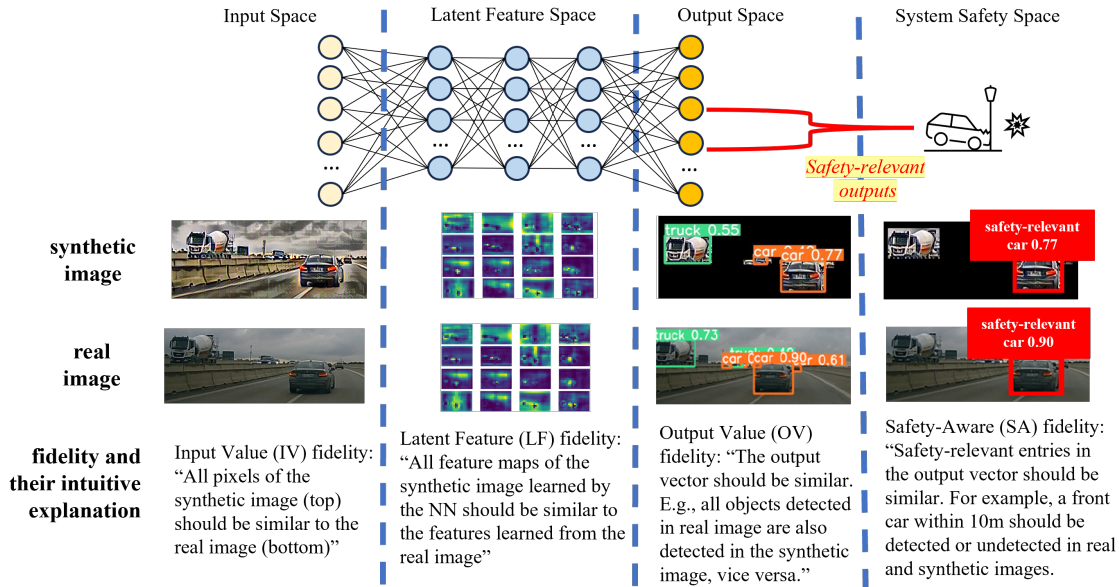 Input Space
Latent Feature Space
Output Space
System Safety Space
...
...
...
...
...
Safety-relevant
outputs
synthetic
image
truck 0.55
car 0.77
safety-relevant
car 0.77
real
image
truck 0.73
car 0.90
0.61
safety-relevant
car 0.90
fidelity and
their intuitive
explanation
Input Value (IV) fidelity:
“All pixels of the
synthetic image (top)
should be similar to the
real image (bottom)”
Latent Feature (LF) fidelity:
“All feature maps of the
synthetic image learned by
the NN should be similar to
the features learned from the
real image”
Output Value (OV)
fidelity: “The output
vector should be similar.
E.g., all objects detected
in real image are also
detected in the synthetic
image, vice versa.”
Safety-Aware (SA) fidelity:
“Safety-relevant entries in
the output vector should be
similar. For example, a front
car within 10m should be
detected or undetected in real
and synthetic images.